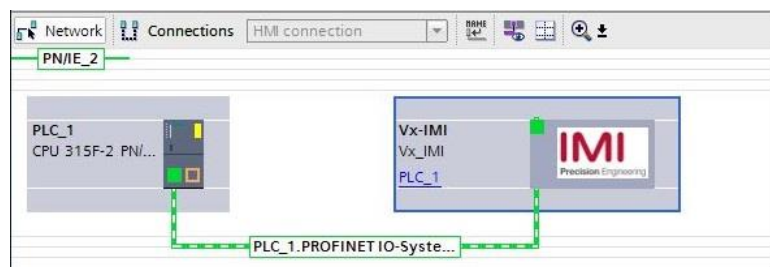 Network Connections HMI connection
PN/IE_2
PLC_1
CPU 315F-2 PN/...
Vx-IMI
Vx_IMI
PLC_1
IMI
Precision Engineering
PLC_1.PROFINET IO-Syste...